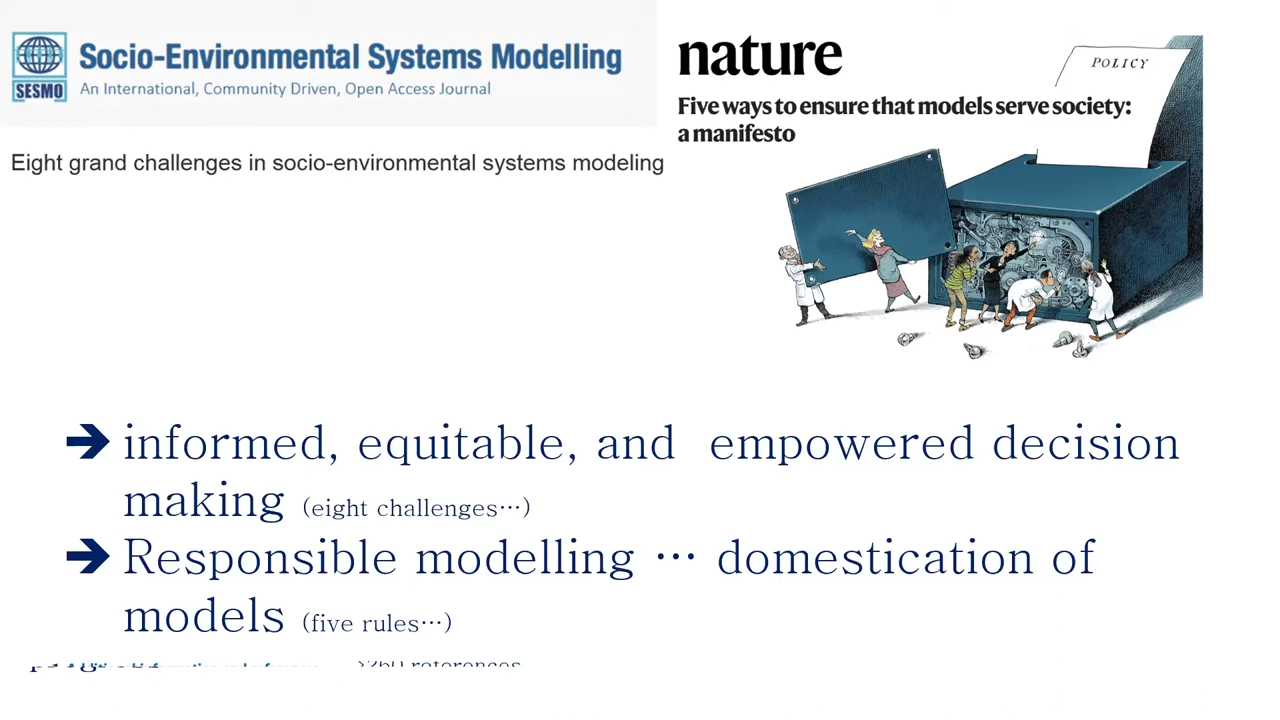 Socio-Environmental Systems Modelling
SESMO
An International, Community Driven, Open Access Journal
Eight grand challenges in socio-environmental systems modeling
nature
Five ways to ensure that models serve society:
a manifesto
POLICY
➔ informed, equitable, and empowered decision
making (eight challenges…)
➔ Responsible modelling … domestication of
models (five rules…)
references